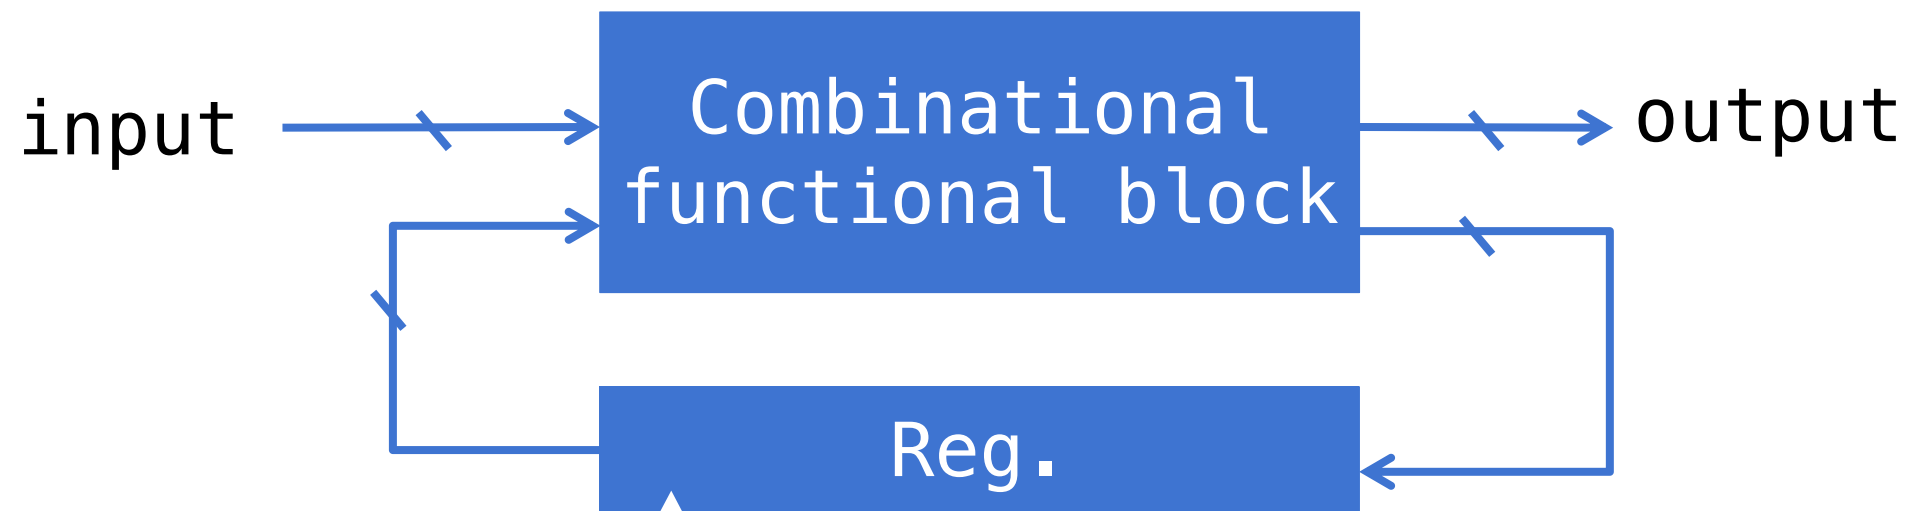 input
Combinational
functional block
output
Reg.